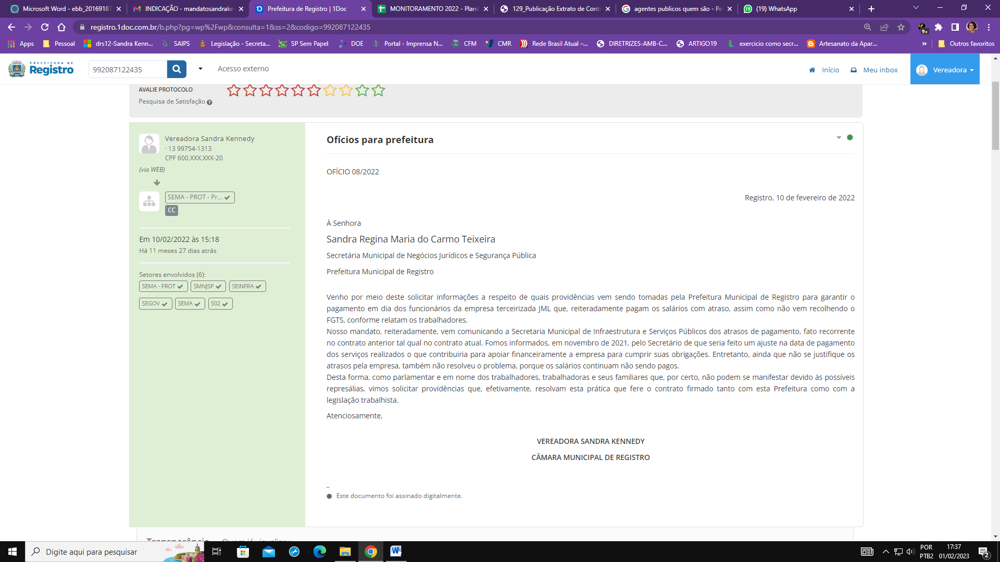 Microsoft Word - ebb_20169187
INDICAÇÃO - mandatosandrake
Prefeitura de Registro | 1Doc
MONITORAMENTO 2022 - Planil
129_Publicação Extrato de Cont
agentes publicos quem são - Pe
(19) WhatsApp
registro.1doc.com.br/b.php?pg=wp%2Fwp&consulta=1&ss=2&codigo=992087122435
9+
Apps
Pessoal
drs12-Sandra Kenn...
SAIPS
Legislação - Secreta...
SP Sem Papel
DOE
Portal - Imprensa N...
CFM
CMR
Rede Brasil Atual –...
DIRETRIZES-AMB-C...
ARTIGO19
exercicio como secr...
Artesanato da Apar...
»
Outros favoritos
PREFEITURA DE
Registro
992087122435
Acesso externo
Início
Meu inbox
Vereadora
AVALIE PROTOCOLO
Pesquisa de Satisfação
Vereadora Sandra Kennedy
· 13 99754-1313
CPF 600.XXX.XXX-20
(via WEB)
SEMA - PROT - Pr...
CC
Em 10/02/2022 às 15:18
Há 11 meses 27 dias atrás
Setores envolvidos (6):
SEMA - PROT
SMNJSP
SEINFRA
SEGOV
SEMA
S02
Ofícios para prefeitura
OFÍCIO 08/2022
Registro, 10 de fevereiro de 2022
À Senhora
Sandra Regina Maria do Carmo Teixeira
Secretária Municipal de Negócios Jurídicos e Segurança Pública
Prefeitura Municipal de Registro
Venho por meio deste solicitar informações a respeito de quais providências vem sendo tomadas pela Prefeitura Municipal de Registro para garantir o
pagamento em dia dos funcionários da empresa terceirizada JML que, reiteradamente pagam os salários com atraso, assim como não vem recolhendo o
FGTS, conforme relatam os trabalhadores.
Nosso mandato, reiteradamente, vem comunicando a Secretaria Municipal de Infraestrutura e Serviços Públicos dos atrasos de pagamento, fato recorrente
no contrato anterior tal qual no contrato atual. Fomos informados, em novembro de 2021, pelo Secretário de que seria feito um ajuste na data de pagamento
dos serviços realizados o que contribuiria para apoiar financeiramente a empresa para cumprir suas obrigações. Entretanto, ainda que não se justifique os
atrasos pela empresa, também não resolveu o problema, porque os salários continuam não sendo pagos.
Desta forma, como parlamentar e em nome dos trabalhadores, trabalhadoras e seus familiares que, por certo, não podem se manifestar devido às possíveis
represálias, vimos solicitar providências que, efetivamente, resolvam esta prática que fere o contrato firmado tanto com esta Prefeitura como com a
legislação trabalhista.
Atenciosamente,
VEREADORA SANDRA KENNEDY
CÂMARA MUNICIPAL DE REGISTRO
_
Este documento foi assinado digitalmente.
Transparência
Quem já visualizou
Digite aqui para pesquisar
POR
PTB2
17:37
01/02/2023
2